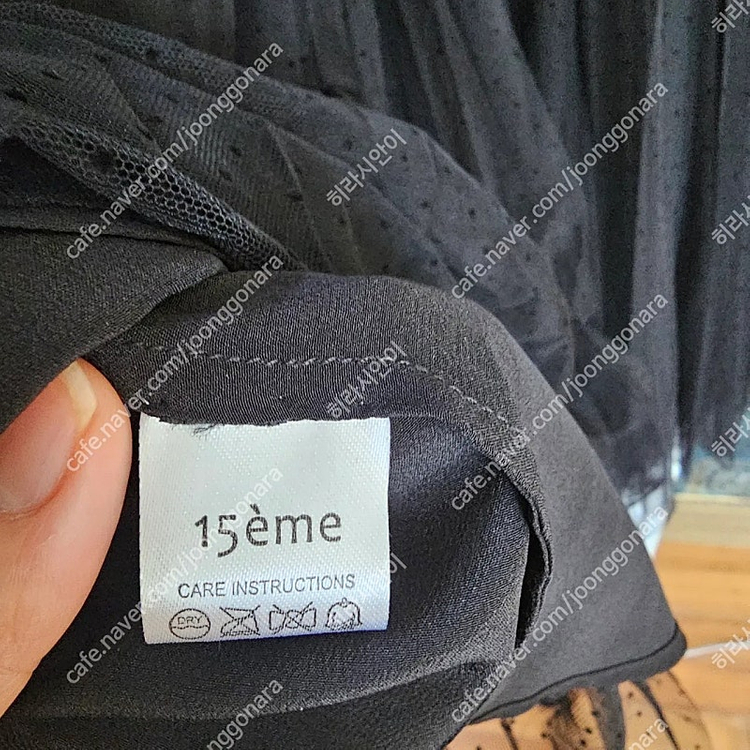 15ème
CARE INSTRUCTIONS
DRY
cafe.naver.com/joonggonara
히라시안이